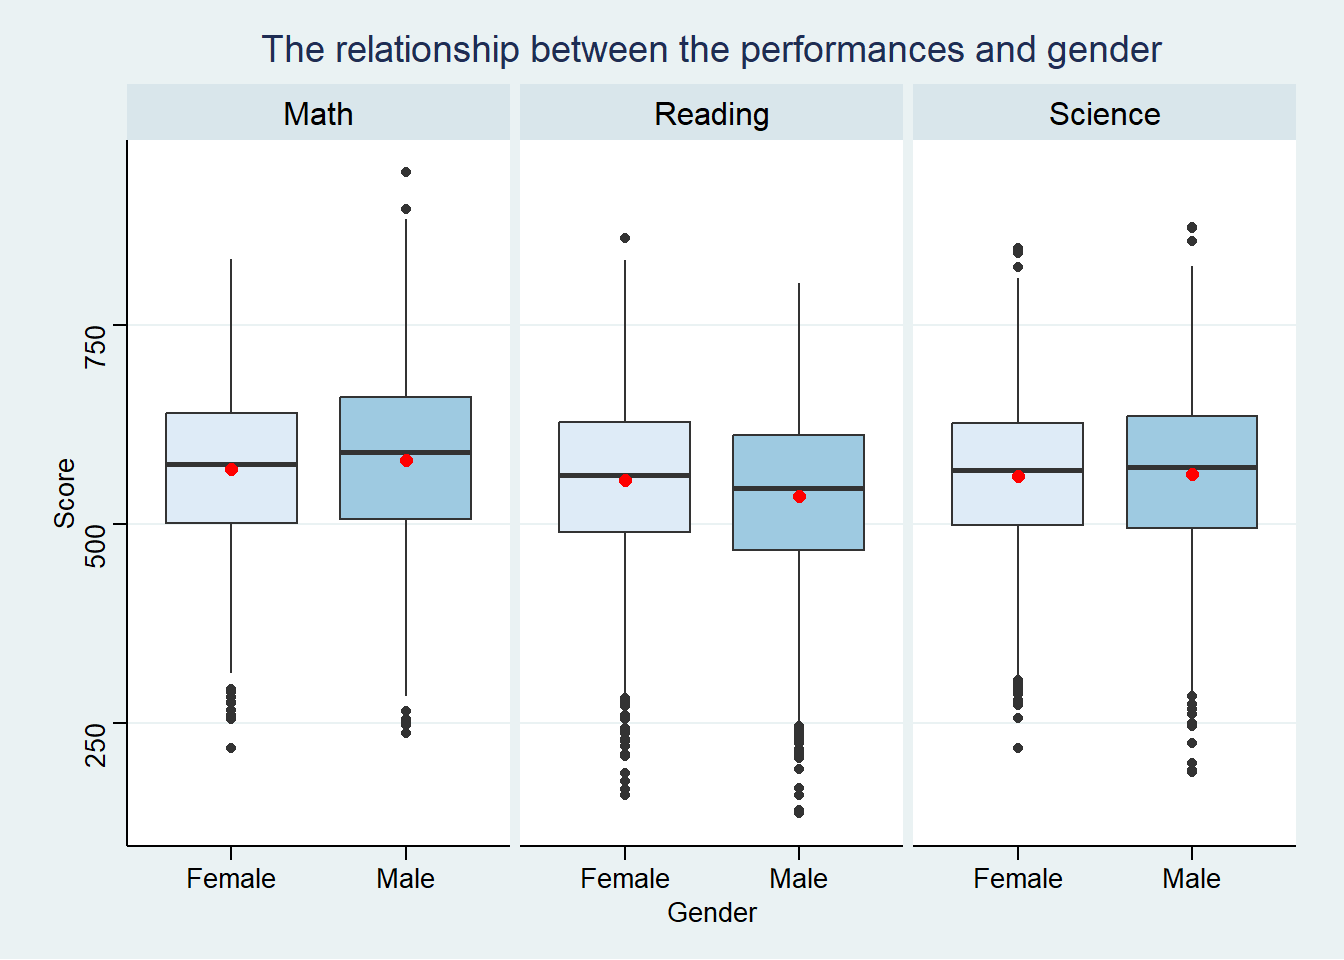 The relationship between the performances and gender
Math
Reading
Science
Score
750
500
250
Female
Male
Female
Male
Female
Male
Gender